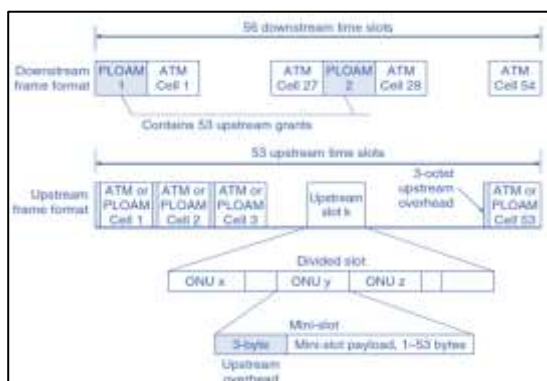 56 downstream time slots
Downstream
frame format
PLOAM
1
ATM
Cell 1
ATM
Cell 27
PLOAM
2
ATM
Cell 28
ATM
Cell 54
Contains 53 upstream grants
53 upstream time slots
3-octet
upstream
overhead
Upstream
frame format
ATM or
PLOAM
Cell 1
ATM or
PLOAM
Cell 2
ATM or
PLOAM
Cell 3
Upstream
slot k
ATM or
PLOAM
Cell 53
Divided slot
ONU x
ONU y
ONU z
Mini-slot
3-byte
Mini-slot payload, 1~53 bytes
Upstream
overhead